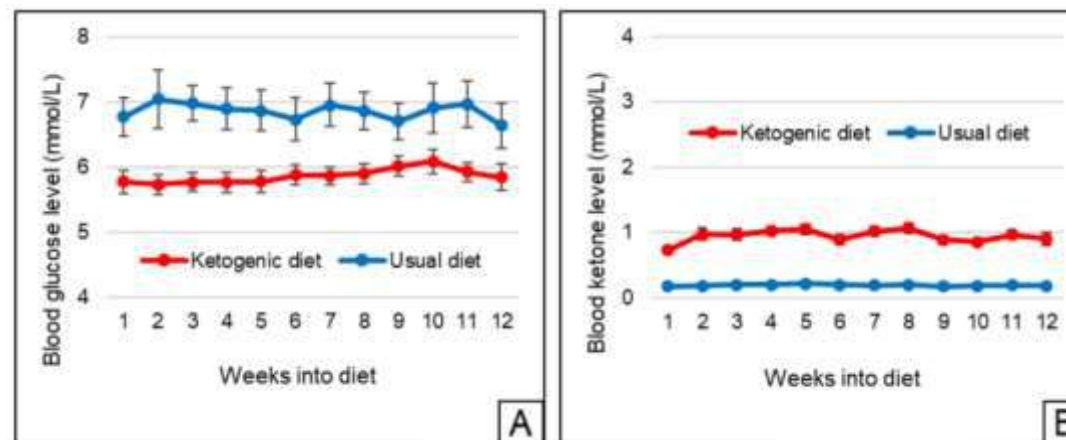 Blood glucose level (mmol/L)
8
7
6
5
4
Ketogenic diet Usual diet
1 2 3 4 5 6 7 8 9 10 11 12
Weeks into diet
A
Blood ketone level (mmol/L)
4
3
2
1
0
Ketogenic diet Usual diet
1 2 3 4 5 6 7 8 9 10 11 12
Weeks into diet